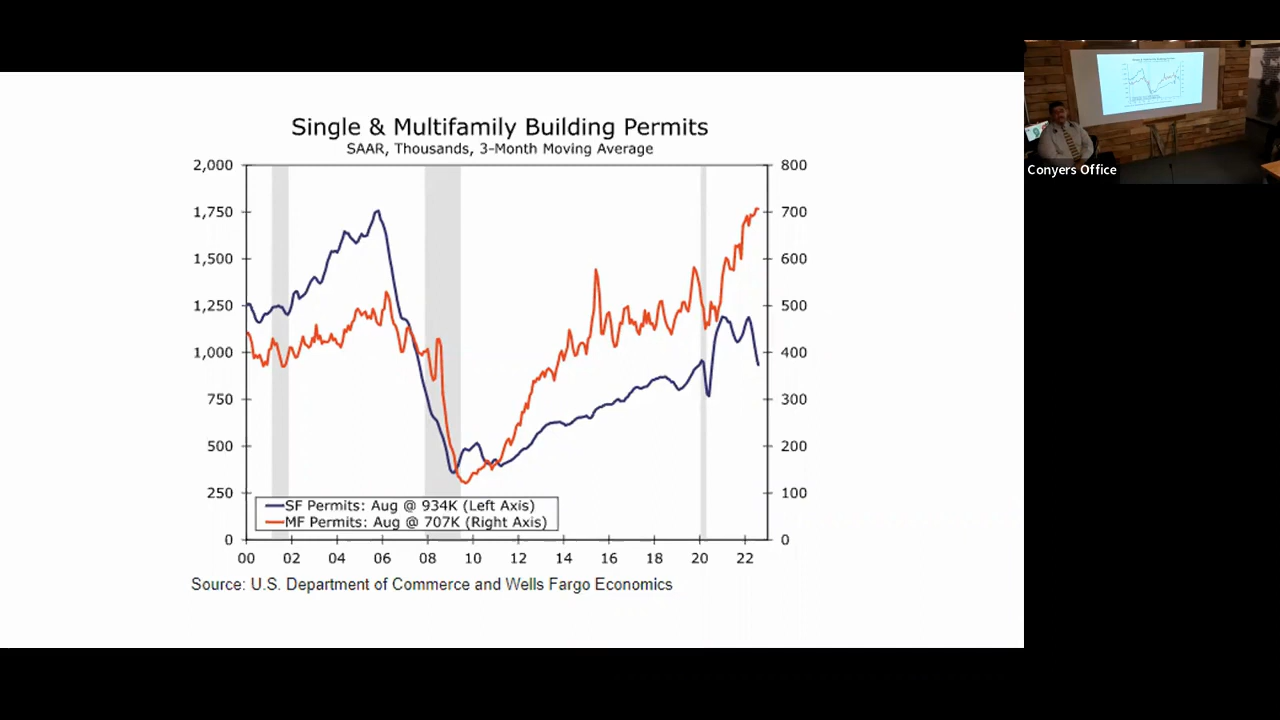 Single & Multifamily Building Permits
SAAR, Thousands, 3-Month Moving Average
2,000
1,750
1,500
1,250
1,000
750
500
250
0
800
700
600
500
400
300
200
100
0
SF Permits: Aug @ 934K (Left Axis)
MF Permits: Aug @ 707K (Right Axis)
00 02 04 06 08 10 12 14 16 18 20 22
Source: U.S. Department of Commerce and Wells Fargo Economics
Conyers Office